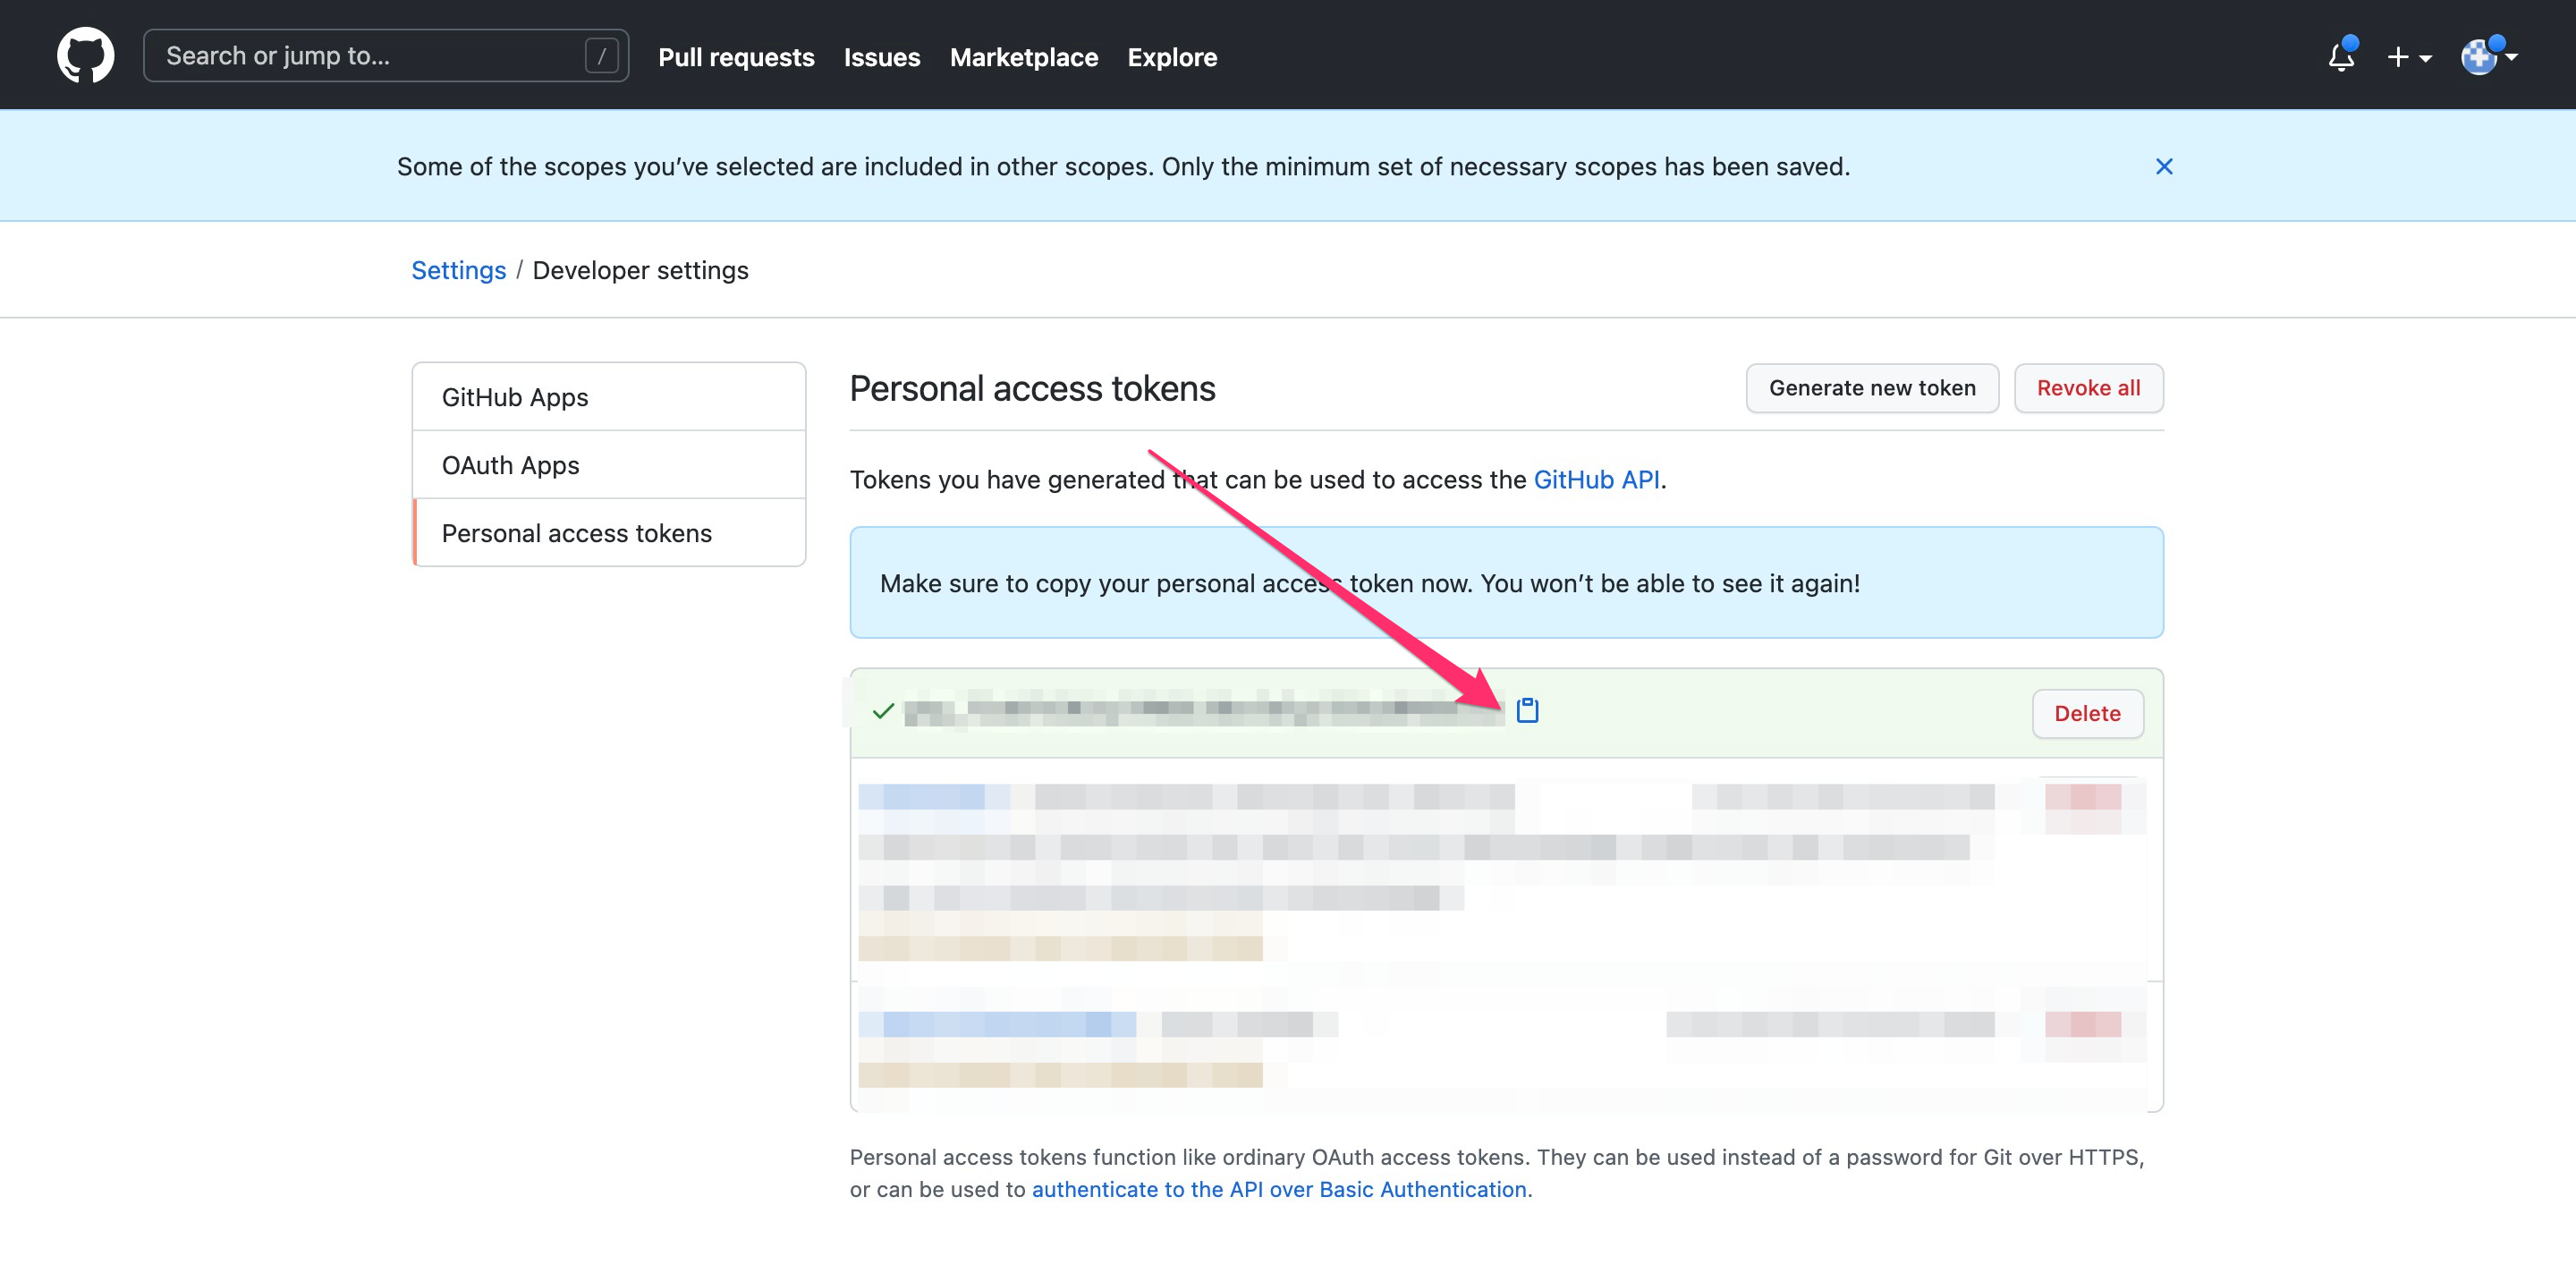 Search or jump to... /
Pull requests Issues Marketplace Explore
Some of the scopes you’ve selected are included in other scopes. Only the minimum set of necessary scopes has been saved.
Settings / Developer settings
GitHub Apps
OAuth Apps
Personal access tokens
Personal access tokens
Generate new token
Revoke all
Tokens you have generated that can be used to access the GitHub API.
Make sure to copy your personal access token now. You won’t be able to see it again!
Delete
Personal access tokens function like ordinary OAuth access tokens. They can be used instead of a password for Git over HTTPS,
or can be used to authenticate to the API over Basic Authentication.